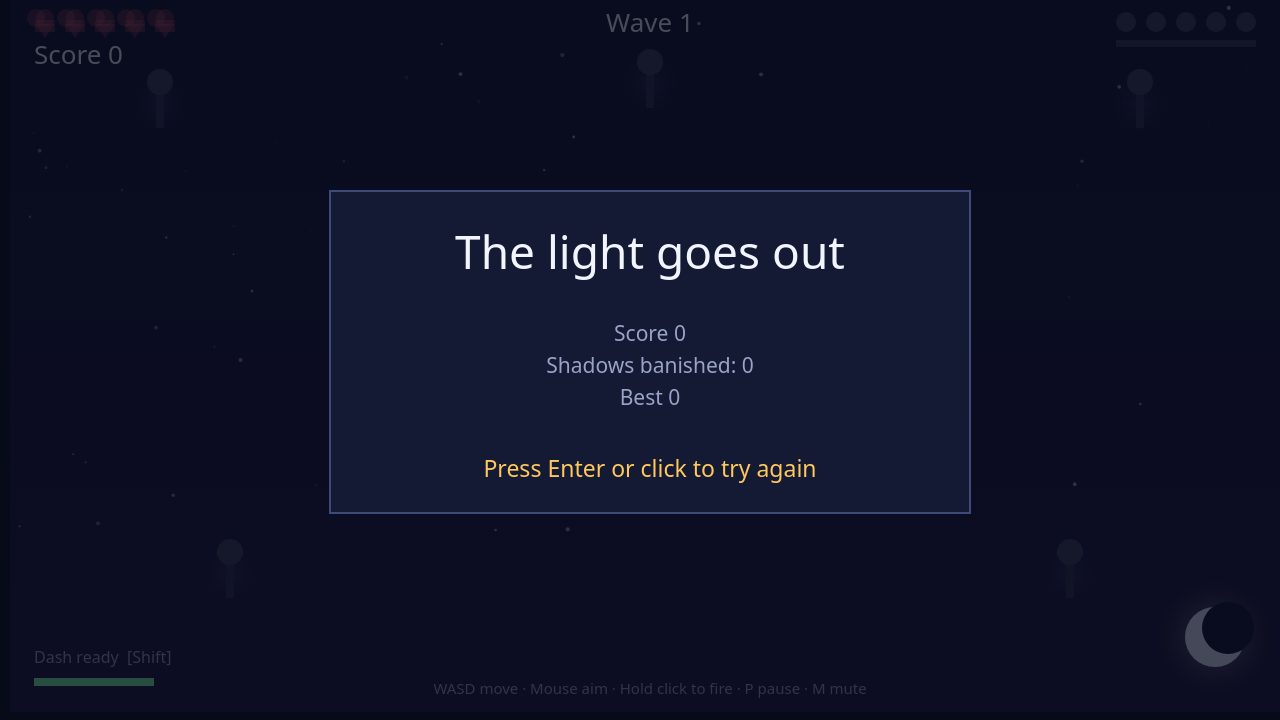 Wave 1
Score 0
The light goes out
Score 0
Shadows banished: 0
Best 0
Press Enter or click to try again
Dash ready [Shift]
WASD move · Mouse aim · Hold click to fire · P pause · M mute